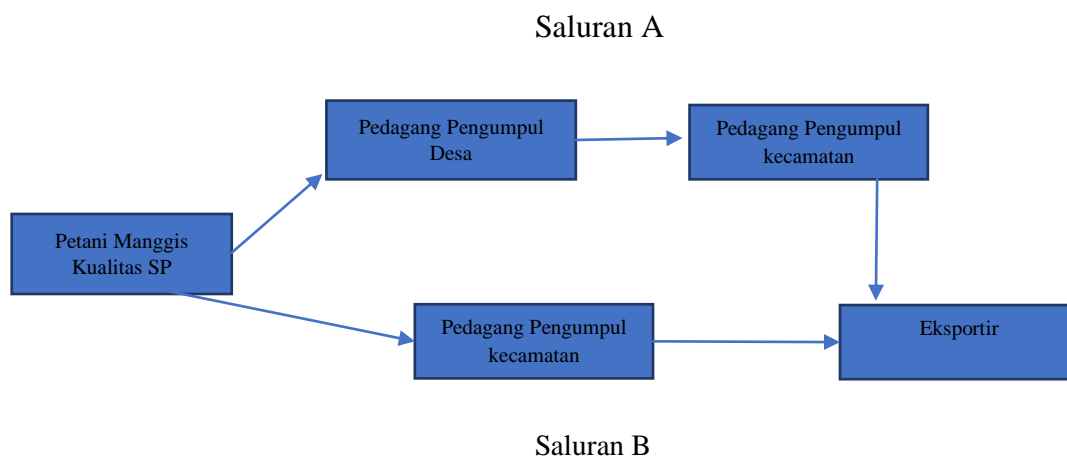 Saluran A
Pedagang Pengumpul
Desa
Pedagang Pengumpul
kecamatan
Petani Manggis
Kualitas SP
Pedagang Pengumpul
kecamatan
Eksportir
Saluran B